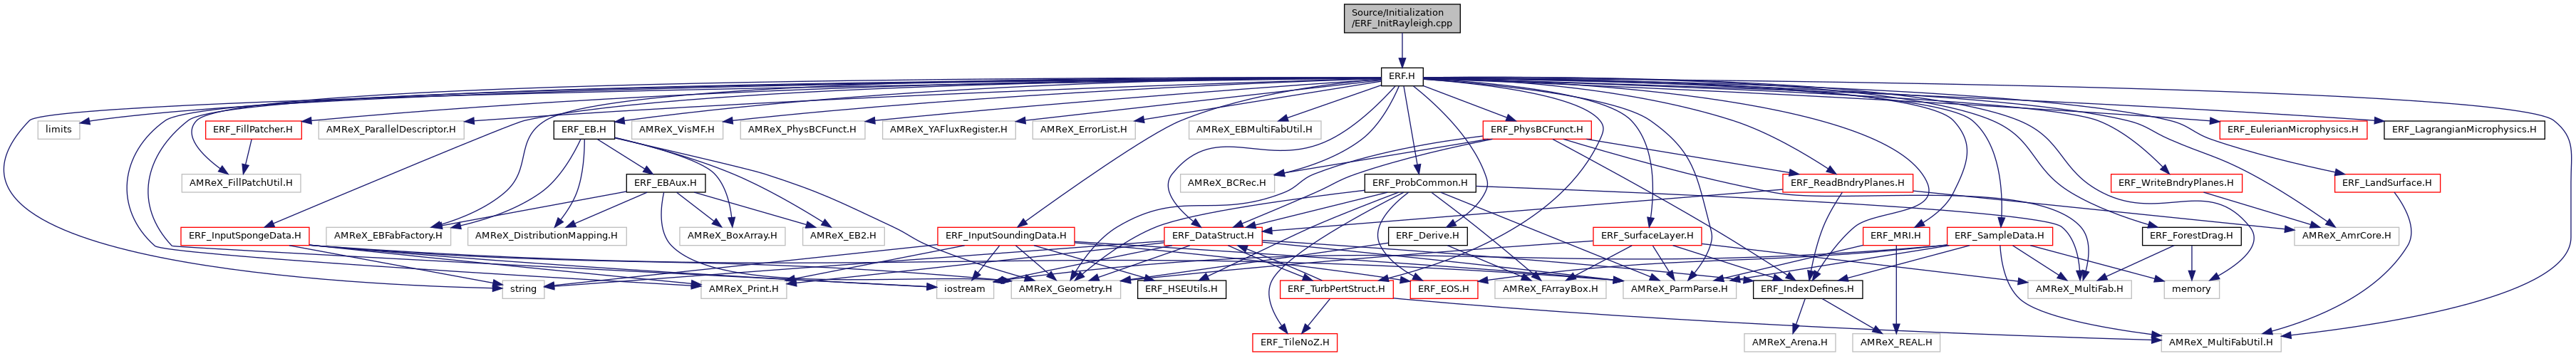 Source/Initialization
/ERF_InitRayleigh.cpp
ERF.H
limits
ERF_FillPatcher.H
AMReX_ParallelDescriptor.H
ERF_EB.H
AMReX_VisMF.H
AMReX_PhysBCFunct.H
AMReX_YAFluxRegister.H
AMReX_ErrorList.H
AMReX_EBMultiFabUtil.H
ERF_PhysBCFunct.H
ERF_EulerianMicrophysics.H
ERF_LagrangianMicrophysics.H
AMReX_FillPatchUtil.H
ERF_EBAux.H
AMReX_BCRec.H
ERF_ProbCommon.H
ERF_ReadBndryPlanes.H
ERF_WriteBndryPlanes.H
ERF_LandSurface.H
ERF_InputSpongeData.H
AMReX_EBFabFactory.H
AMReX_DistributionMapping.H
AMReX_BoxArray.H
AMReX_EB2.H
ERF_InputSoundingData.H
ERF_DataStruct.H
ERF_Derive.H
ERF_SurfaceLayer.H
ERF_MRI.H
ERF_SampleData.H
ERF_ForestDrag.H
AMReX_AmrCore.H
string
AMReX_Print.H
iostream
AMReX_Geometry.H
ERF_HSEUtils.H
ERF_TurbPertStruct.H
ERF_EOS.H
AMReX_FArrayBox.H
AMReX_ParmParse.H
ERF_IndexDefines.H
AMReX_MultiFab.H
memory
ERF_TileNoZ.H
AMReX_Arena.H
AMReX_REAL.H
AMReX_MultiFabUtil.H